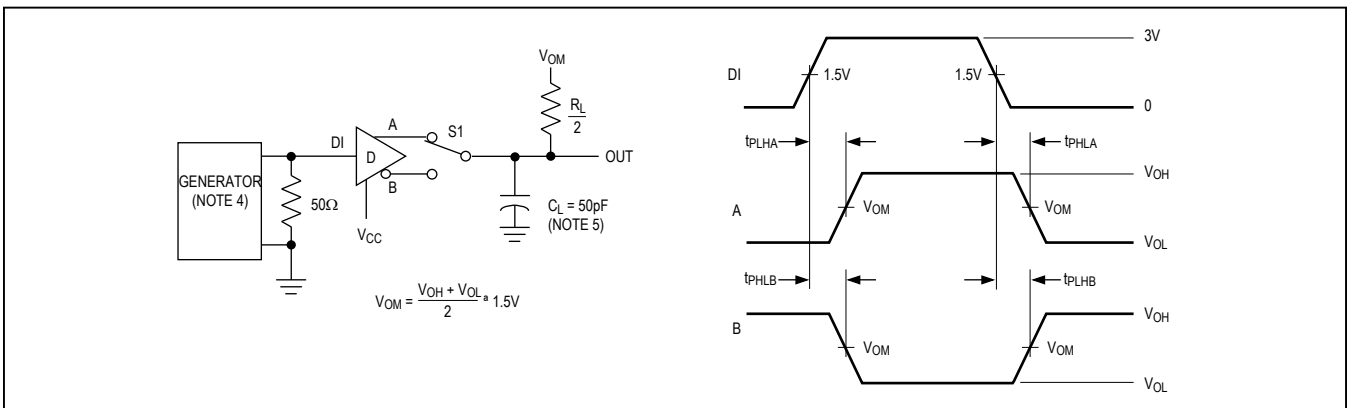 GENERATOR
(NOTE 4)
50Ω
DI
D
A
B
VCC
S1
VOM
RL
2
OUT
CL = 50pF
(NOTE 5)
VOM = VOH + VOL
2
ª 1.5V
DI
1.5V
1.5V
3V
0
tPLHA
tPHLA
A
VOM
VOM
VOH
VOL
tPHLB
tPLHB
B
VOM
VOM
VOH
VOL